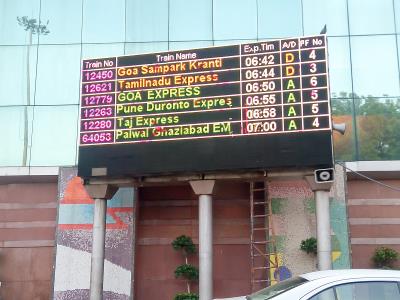 Train No Train Name Exp.Tim A/D PF No
12450 Goa Sampark Kranti 06:42 D 4
12621 Tamilnadu Express 06:44 D 3
12779 GOA EXPRESS 06:50 A 6
12263 Pune Duronto Expres 06:55 A 5
12280 Taj Express 06:58 A 5
64053 Palwal Ghaziabad EM 07:00 A 4